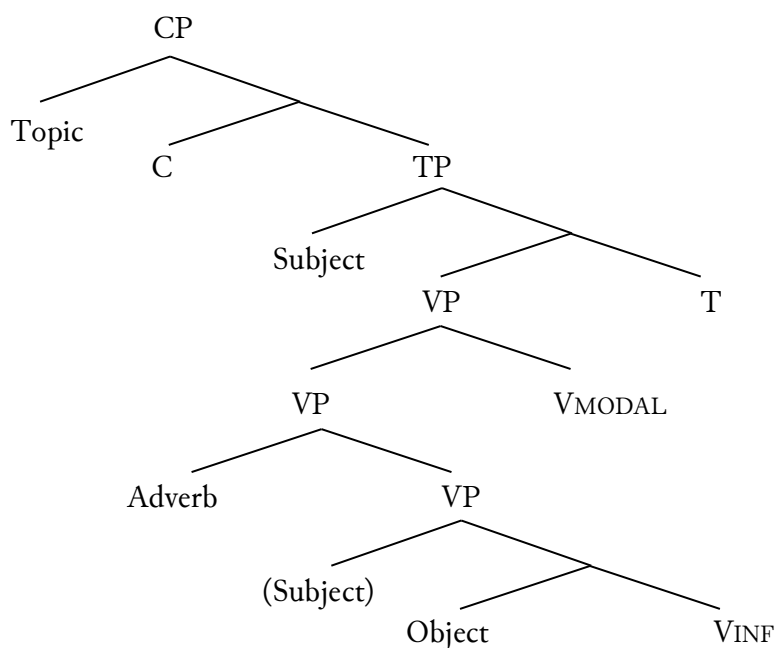 CP
Topic
C TP
Subject
VP T
VP VMODAL
Adverb VP
(Subject)
Object VINF